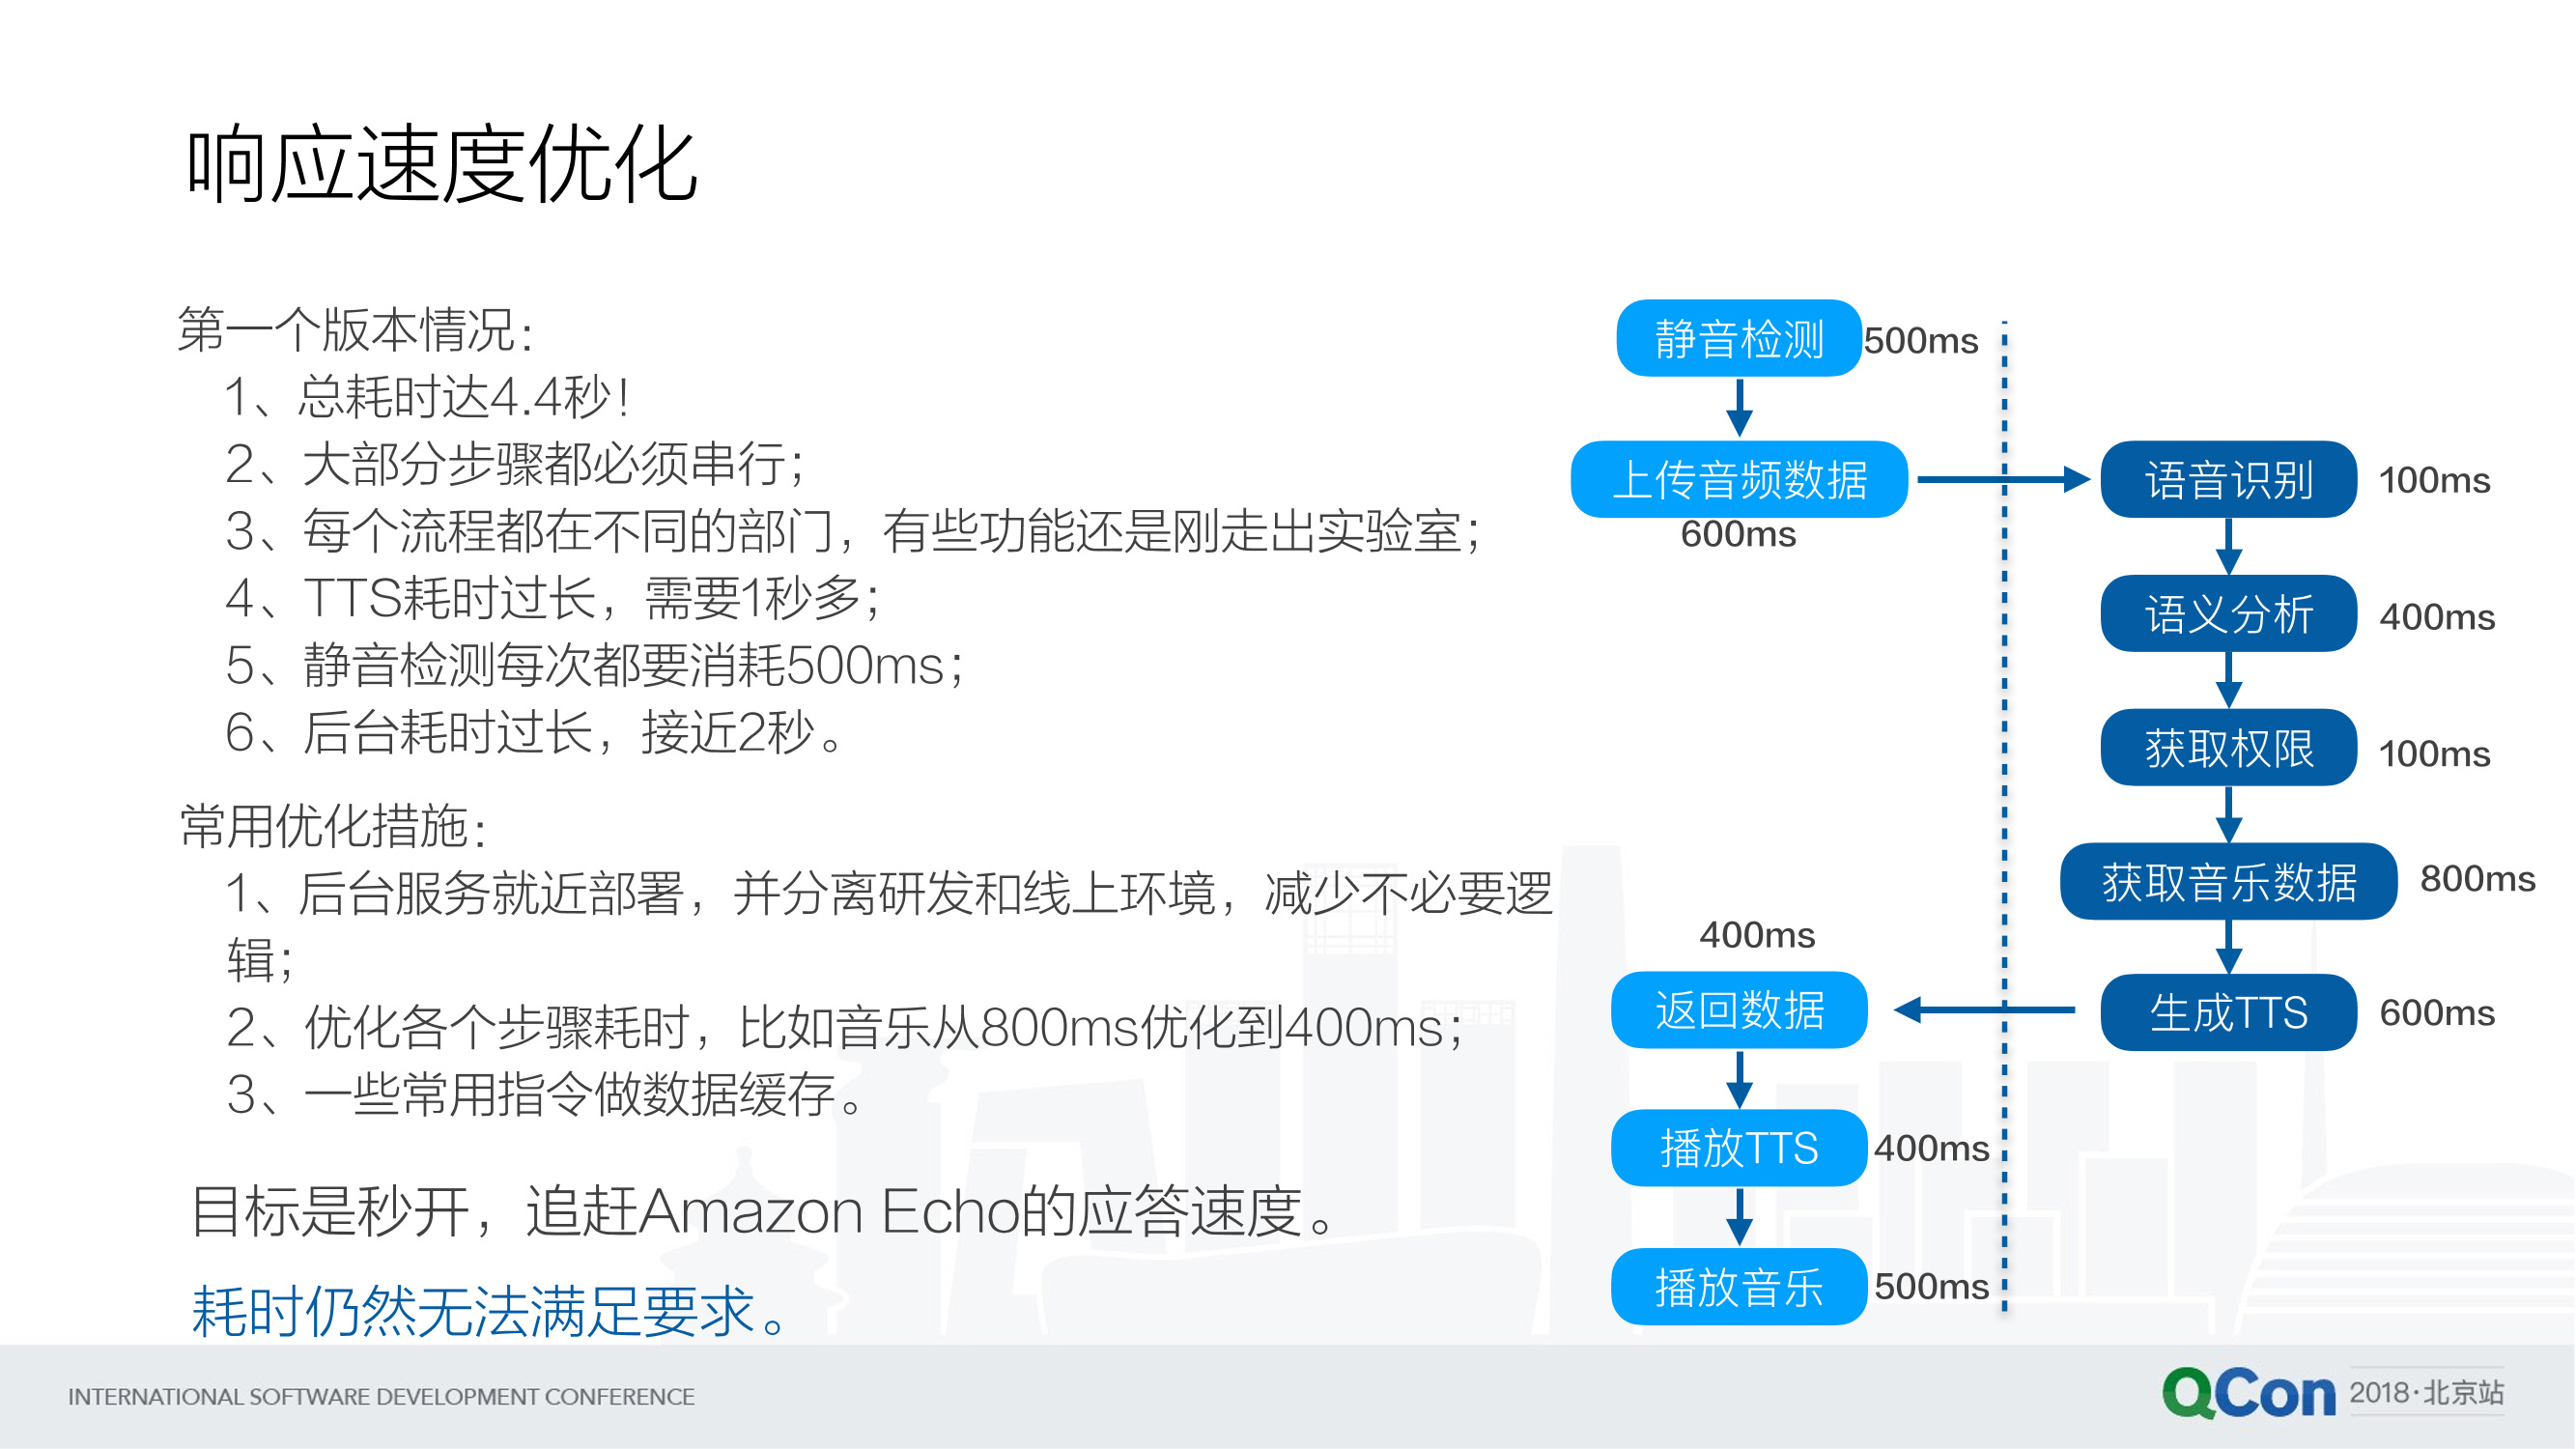 响应速度优化
第一个版本情况：
1、总耗时达4.4秒！
2、大部分步骤都必须串行；
3、每个流程都在不同的部门，有些功能还是刚走出实验室；
4、TTS耗时过长，需要1秒多；
5、静音检测每次都要消耗500ms；
6、后台耗时过长，接近2秒。
常用优化措施：
1、后台服务就近部署，并分离研发和线上环境，减少不必要逻
辑；
2、优化各个步骤耗时，比如音乐从800ms优化到400ms；
3、一些常用指令做数据缓存。
目标是秒开，追赶Amazon Echo的应答速度。
耗时仍然无法满足要求。
静音检测
500ms
上传音频数据
600ms
语音识别
100ms
语义分析
400ms
获取权限
100ms
获取音乐数据
800ms
生成TTS
600ms
400ms
返回数据
播放TTS
400ms
播放音乐
500ms
INTERNATIONAL SOFTWARE DEVELOPMENT CONFERENCE
QCon
2018·北京站